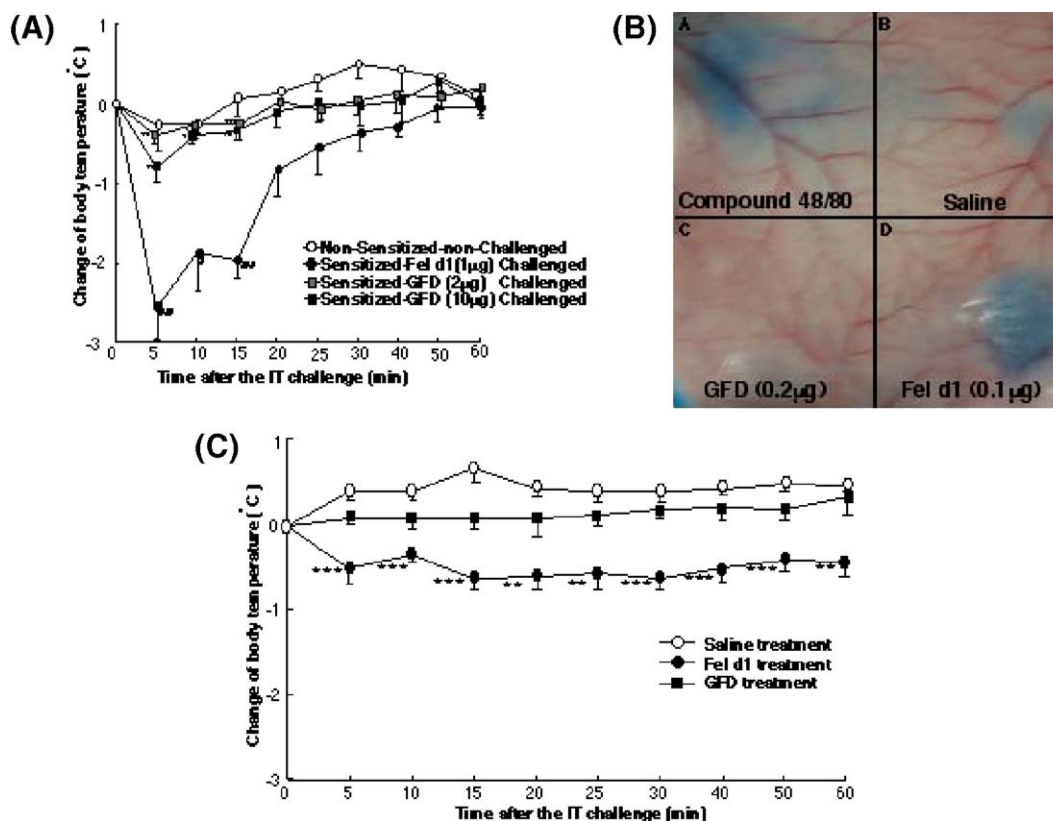 (A)
1
0
-1
-2
-3
Change of body temperature (°C)
Non-Sensitized-non-Challenged
Sensitized-Fel d1(1μg) Challenged
Sensitized-GFD (2μg) Challenged
Sensitized-GFD (10μg) Challenged
0 5 10 15 20 25 30 40 50 60
Time after the IT challenge (min)
(B)
A
B
Compound 48/80
Saline
C
D
GFD (0.2μg)
Fel d1 (0.1μg)
(C)
1
0
-1
-2
-3
Change of body temperature (°C)
*** *** *** ** ** *** *** *** **
Saline treatment
Fel d1 treatment
GFD treatment
0 5 10 15 20 25 30 40 50 60
Time after the IT challenge (min)